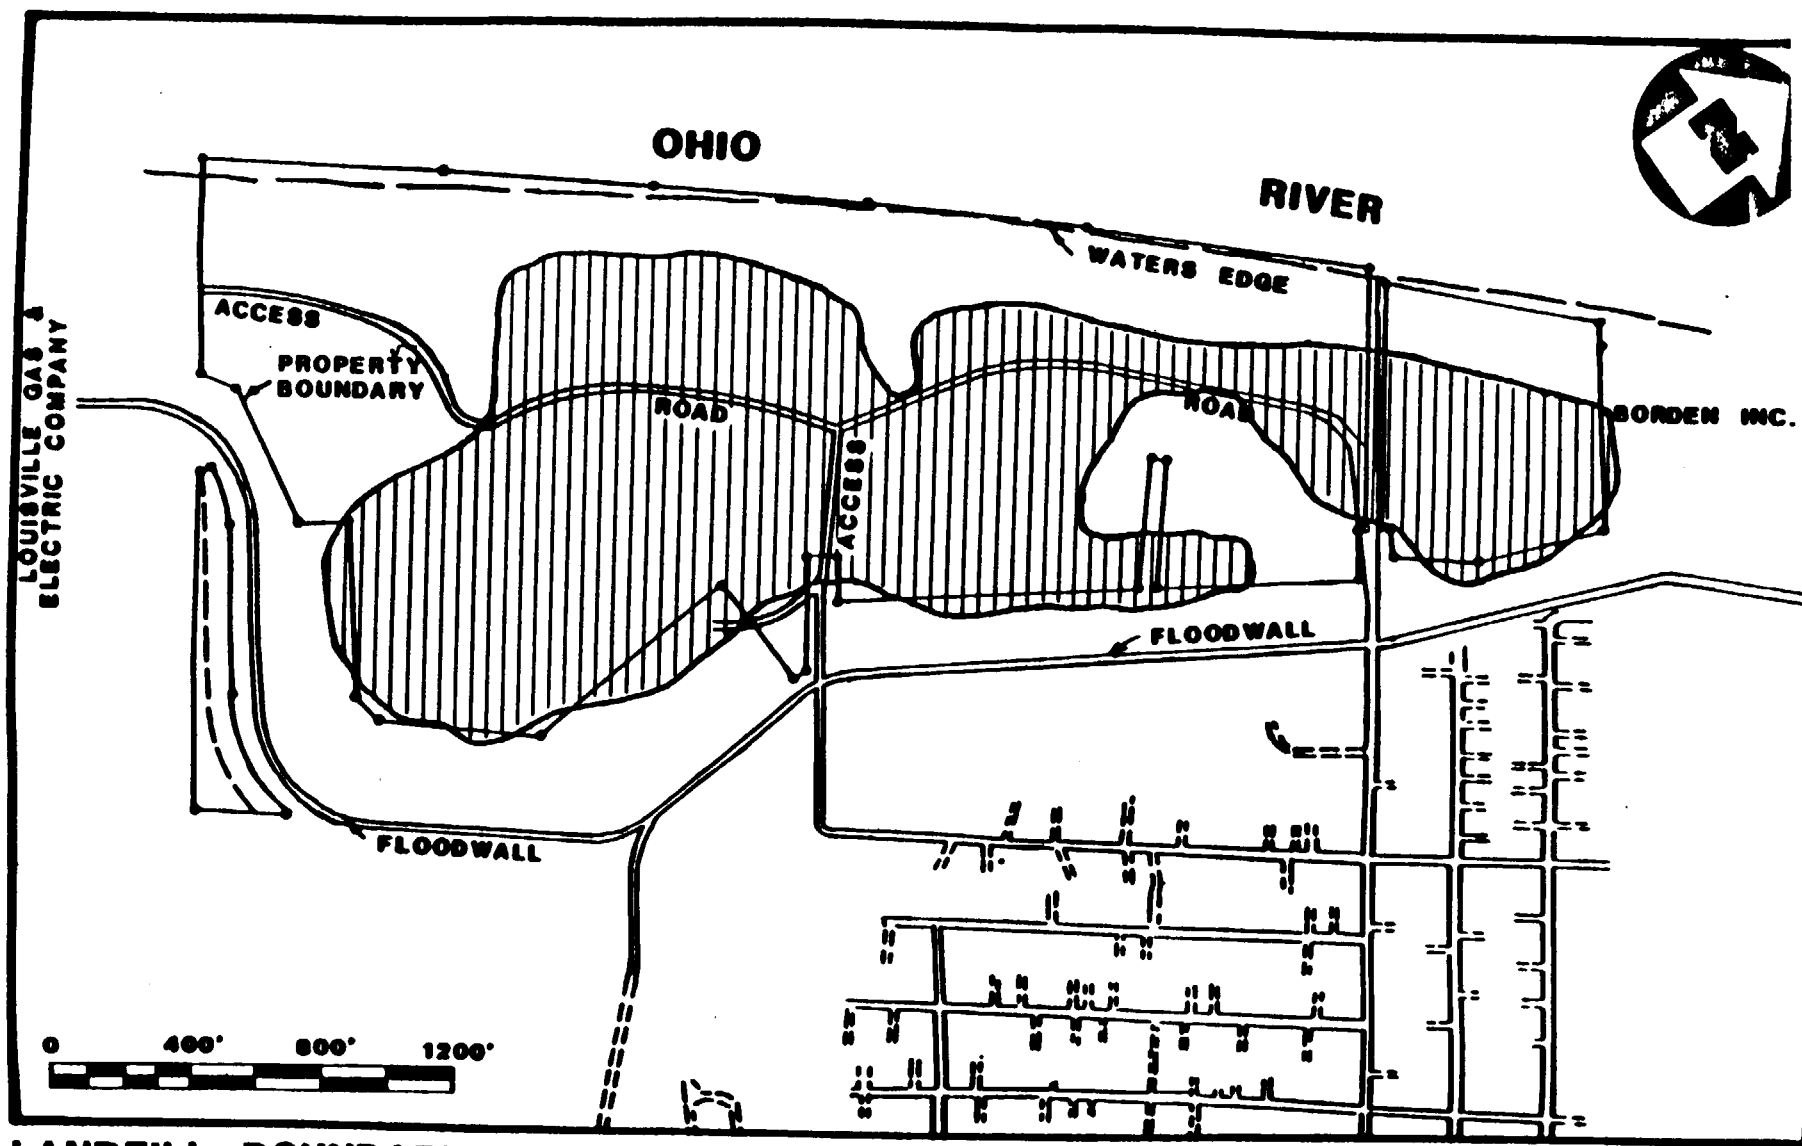 OHIO
RIVER
N
WATERS EDGE
ACCESS
PROPERTY
BOUNDARY
LOUISVILLE GAS &
ELECTRIC COMPANY
ROAD
ROAD
BORDEN INC.
ACCESS
FLOODWALL
FLOODWALL
0 400' 800' 1200'